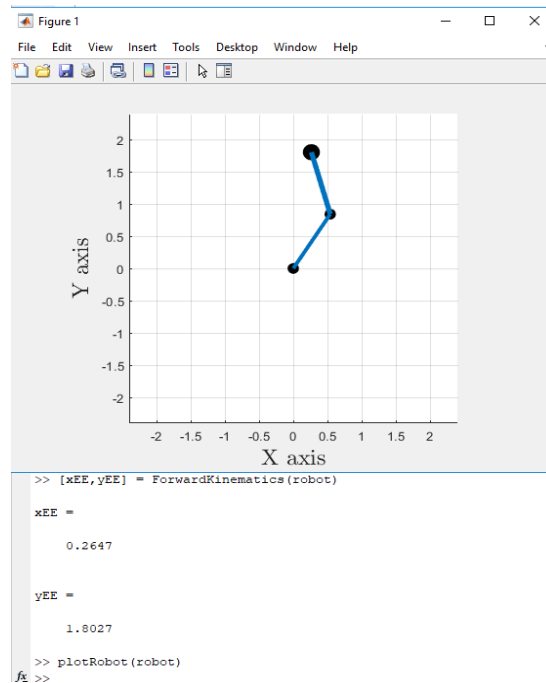 Figure 1
File Edit View Insert Tools Desktop Window Help
2
1.5
1
0.5
0
-0.5
-1
-1.5
-2
Y axis
-2 -1.5 -1 -0.5 0 0.5 1 1.5 2
X axis
>> [xEE,yEE] = ForwardKinematics(robot)
xEE =
0.2647
yEE =
1.8027
>> plotRobot(robot)
fx >>